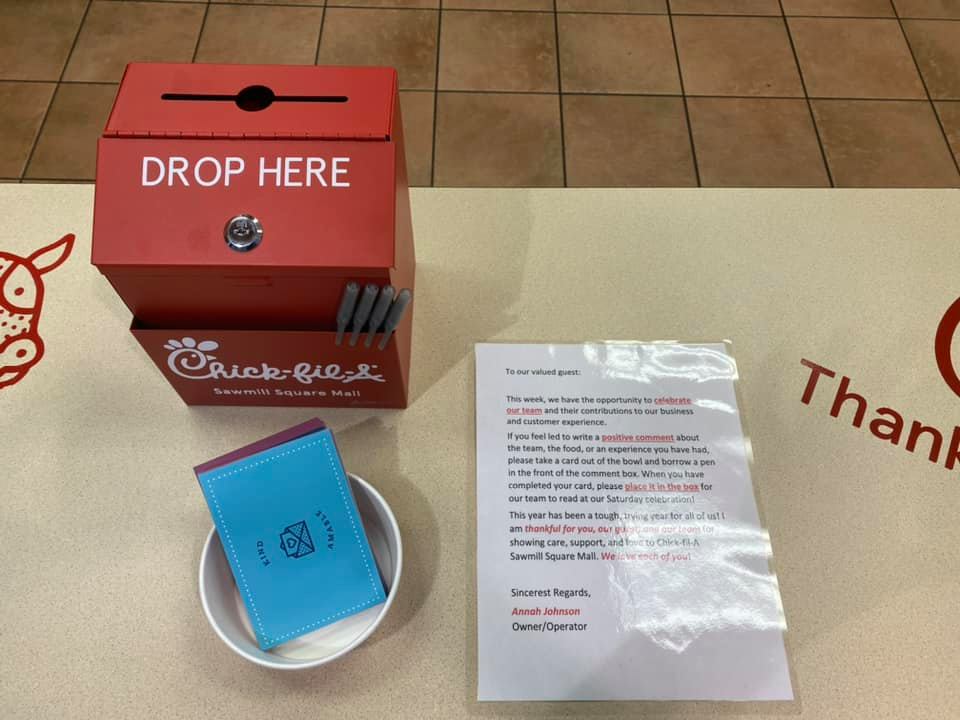 DROP HERE
Chick-fil-A
Sawmill Square Mall
KIND
AMABLE
To our valued guest:
This week, we have the opportunity to celebrate
our team and their contributions to our business
and customer experience.
If you feel led to write a positive comment about
the team, the food, or an experience you have had,
please take a card out of the bowl and borrow a pen
in the front of the comment box. When you have
completed your card, please place it in the box for
our team to read at our Saturday celebration!
This year has been a tough, trying year for all of us! I
am thankful for you, our guest, and our team for
showing care, support, and love to Chick-fil-A
Sawmill Square Mall. We love each of you!
Sincerest Regards,
Annah Johnson
Owner/Operator
Thank